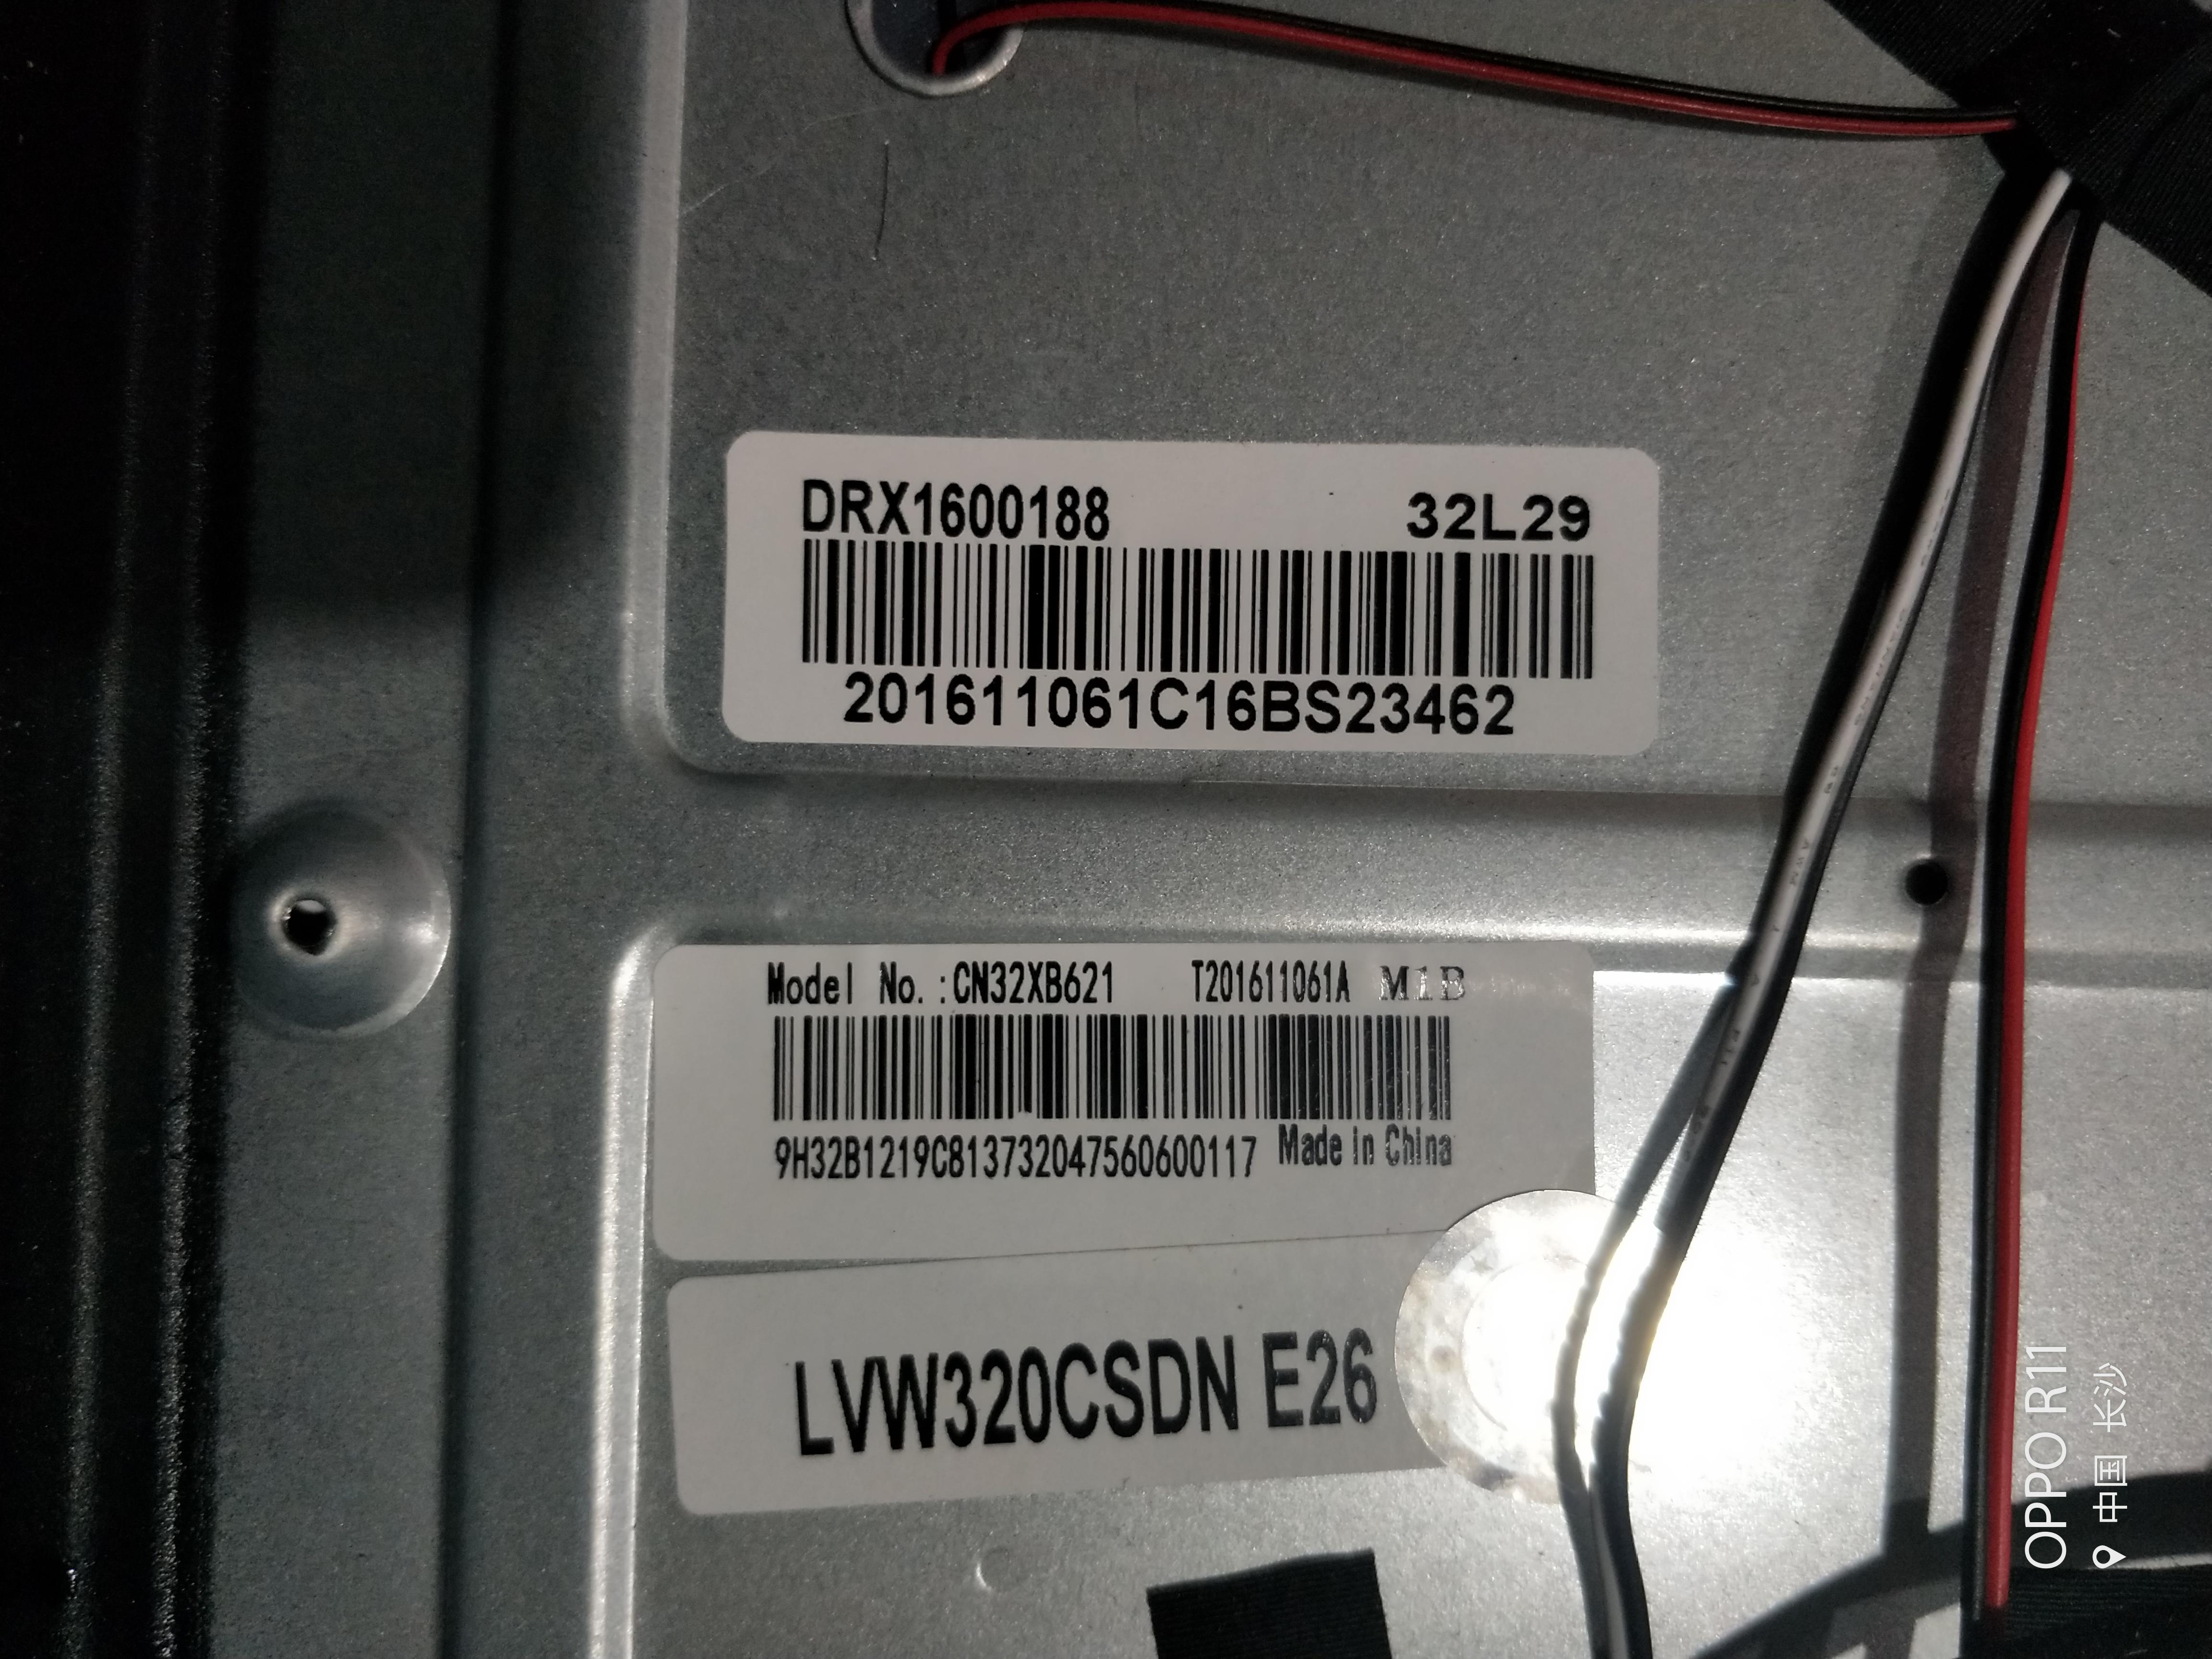 DRX1600188 32L29
201611061C16BS23462
Model No.:CN32XB621 T201611061A M1B
9H32B1219C813732047560600117 Made in China
LVW320CSDN E26
OPPO R11
中国 长沙